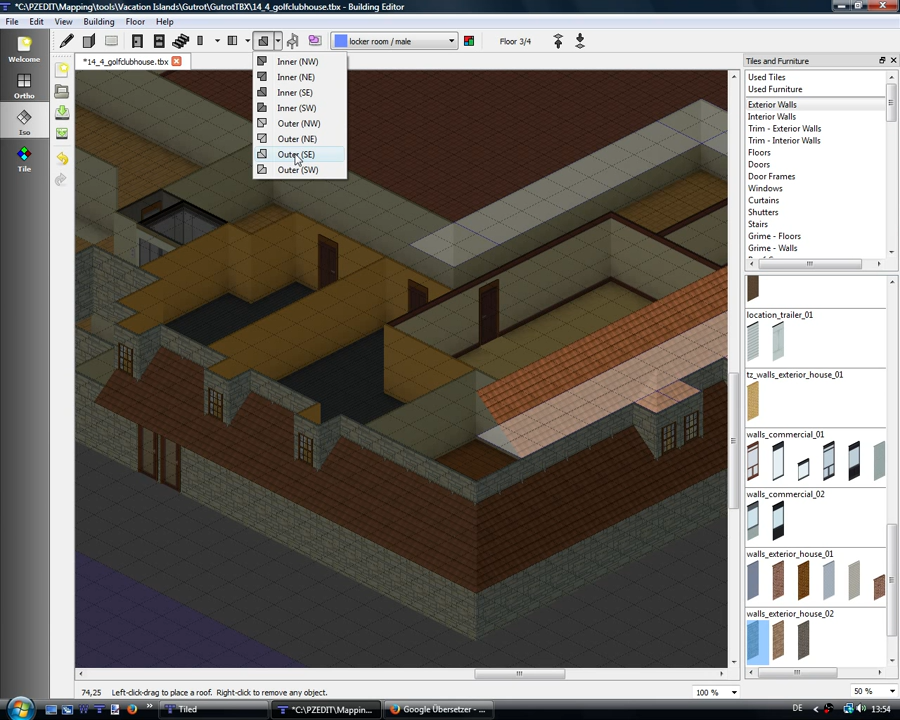 *C:\PZEDIT\Mapping\tools\Vacation Islands\Gutrot\GutrotTBX\14_4_golfclubhouse.tbx - Building Editor
File Edit View Building Floor Help
locker room / male
Floor 3/4
Welcome
Ortho
Iso
Tile
*14_4_golfclubhouse.tbx
Inner (NW)
Inner (NE)
Inner (SE)
Inner (SW)
Outer (NW)
Outer (NE)
Outer (SE)
Outer (SW)
Tiles and Furniture
Used Tiles
Used Furniture
Exterior Walls
Interior Walls
Trim - Exterior Walls
Trim - Interior Walls
Floors
Doors
Door Frames
Windows
Curtains
Shutters
Stairs
Grime - Floors
Grime - Walls
location_trailer_01
tz_walls_exterior_house_01
walls_commercial_01
walls_commercial_02
walls_exterior_house_01
walls_exterior_house_02
74,25 Left-click-drag to place a roof. Right-click to remove any object.
100 %
50 %
Tiled
*C:\PZEDIT\Mappin...
Google Übersetzer - ...
DE
13:54